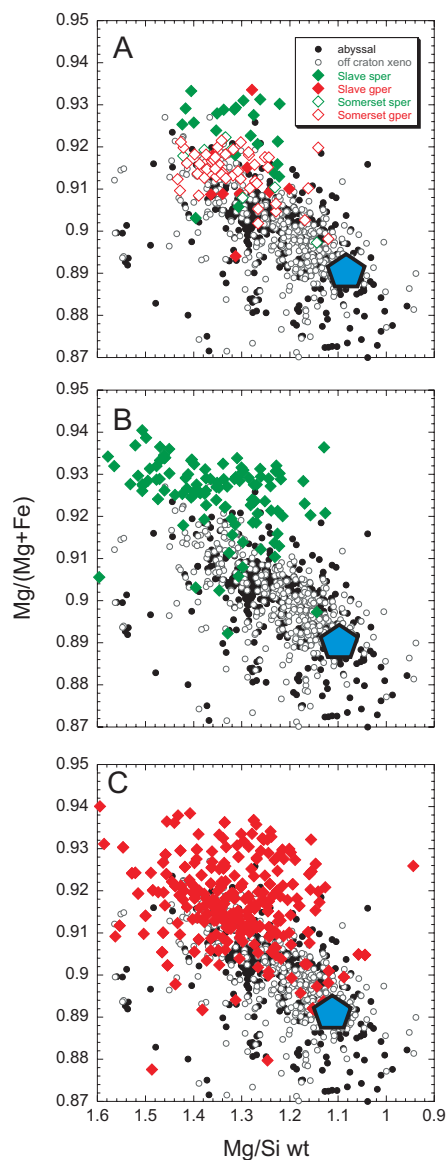 0.95
A
abyssal
off craton xeno
Slave sper
Slave gper
Somerset sper
Somerset gper
0.94
0.93
0.92
0.91
0.9
0.89
0.88
0.87
0.95
B
0.94
0.93
0.92
0.91
0.9
0.89
0.88
0.87
Mg/(Mg+Fe)
0.95
C
0.94
0.93
0.92
0.91
0.9
0.89
0.88
0.87
1.6 1.5 1.4 1.3 1.2 1.1 1 0.9
Mg/Si wt